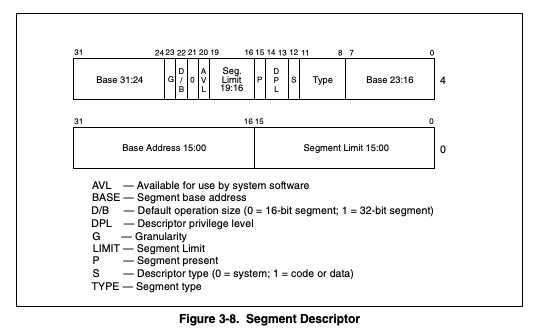 31 24 23 22 21 20 19 16 15 14 13 12 11 8 7 0
Base 31:24 G D/B 0 AVL Seg. Limit 19:16 P DPL S Type Base 23:16 4
31 16 15 0
Base Address 15:00 Segment Limit 15:00 0
AVL — Available for use by system software
BASE — Segment base address
D/B — Default operation size (0 = 16-bit segment; 1 = 32-bit segment)
DPL — Descriptor privilege level
G — Granularity
LIMIT — Segment Limit
P — Segment present
S — Descriptor type (0 = system; 1 = code or data)
TYPE — Segment type
Figure 3-8. Segment Descriptor